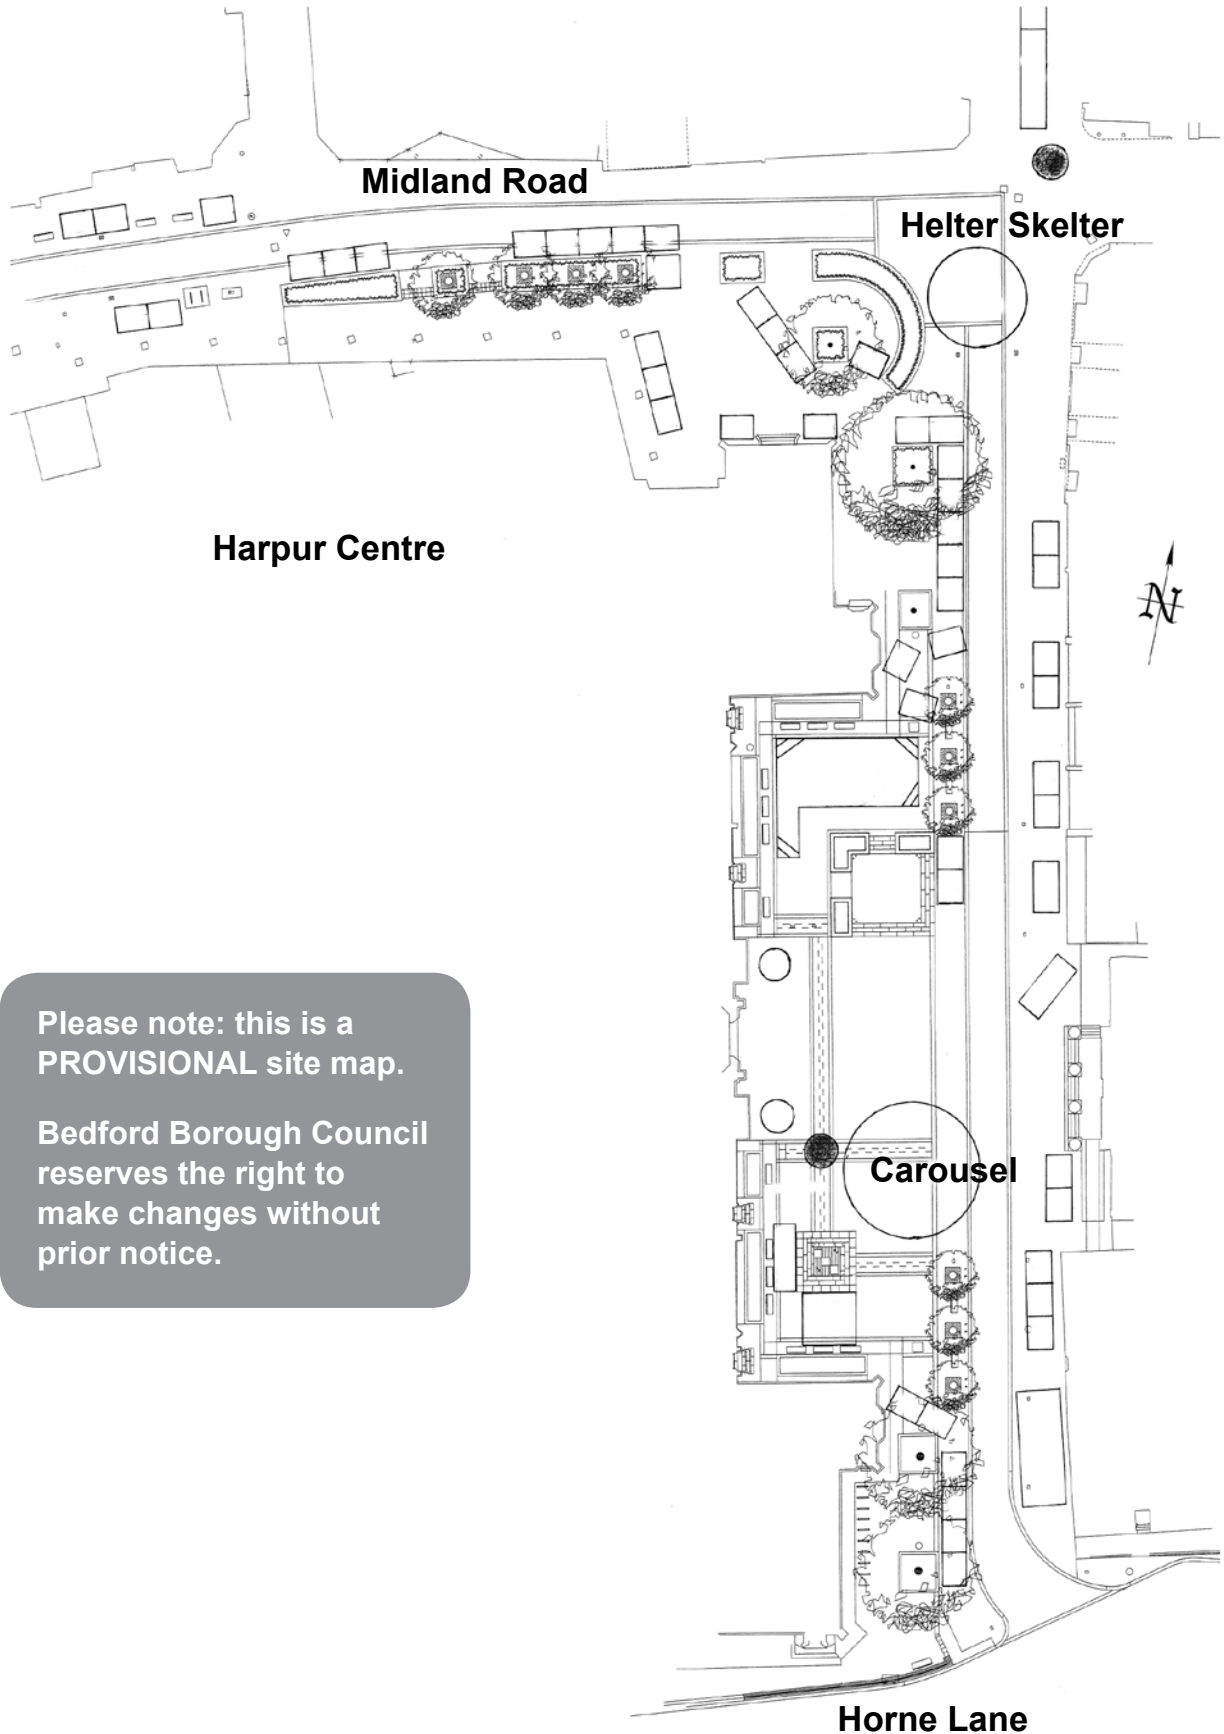 Midland Road
Helter Skelter
Harpur Centre
N
Please note: this is a
PROVISIONAL site map.
Bedford Borough Council
reserves the right to
make changes without
prior notice.
Carousel
Horne Lane